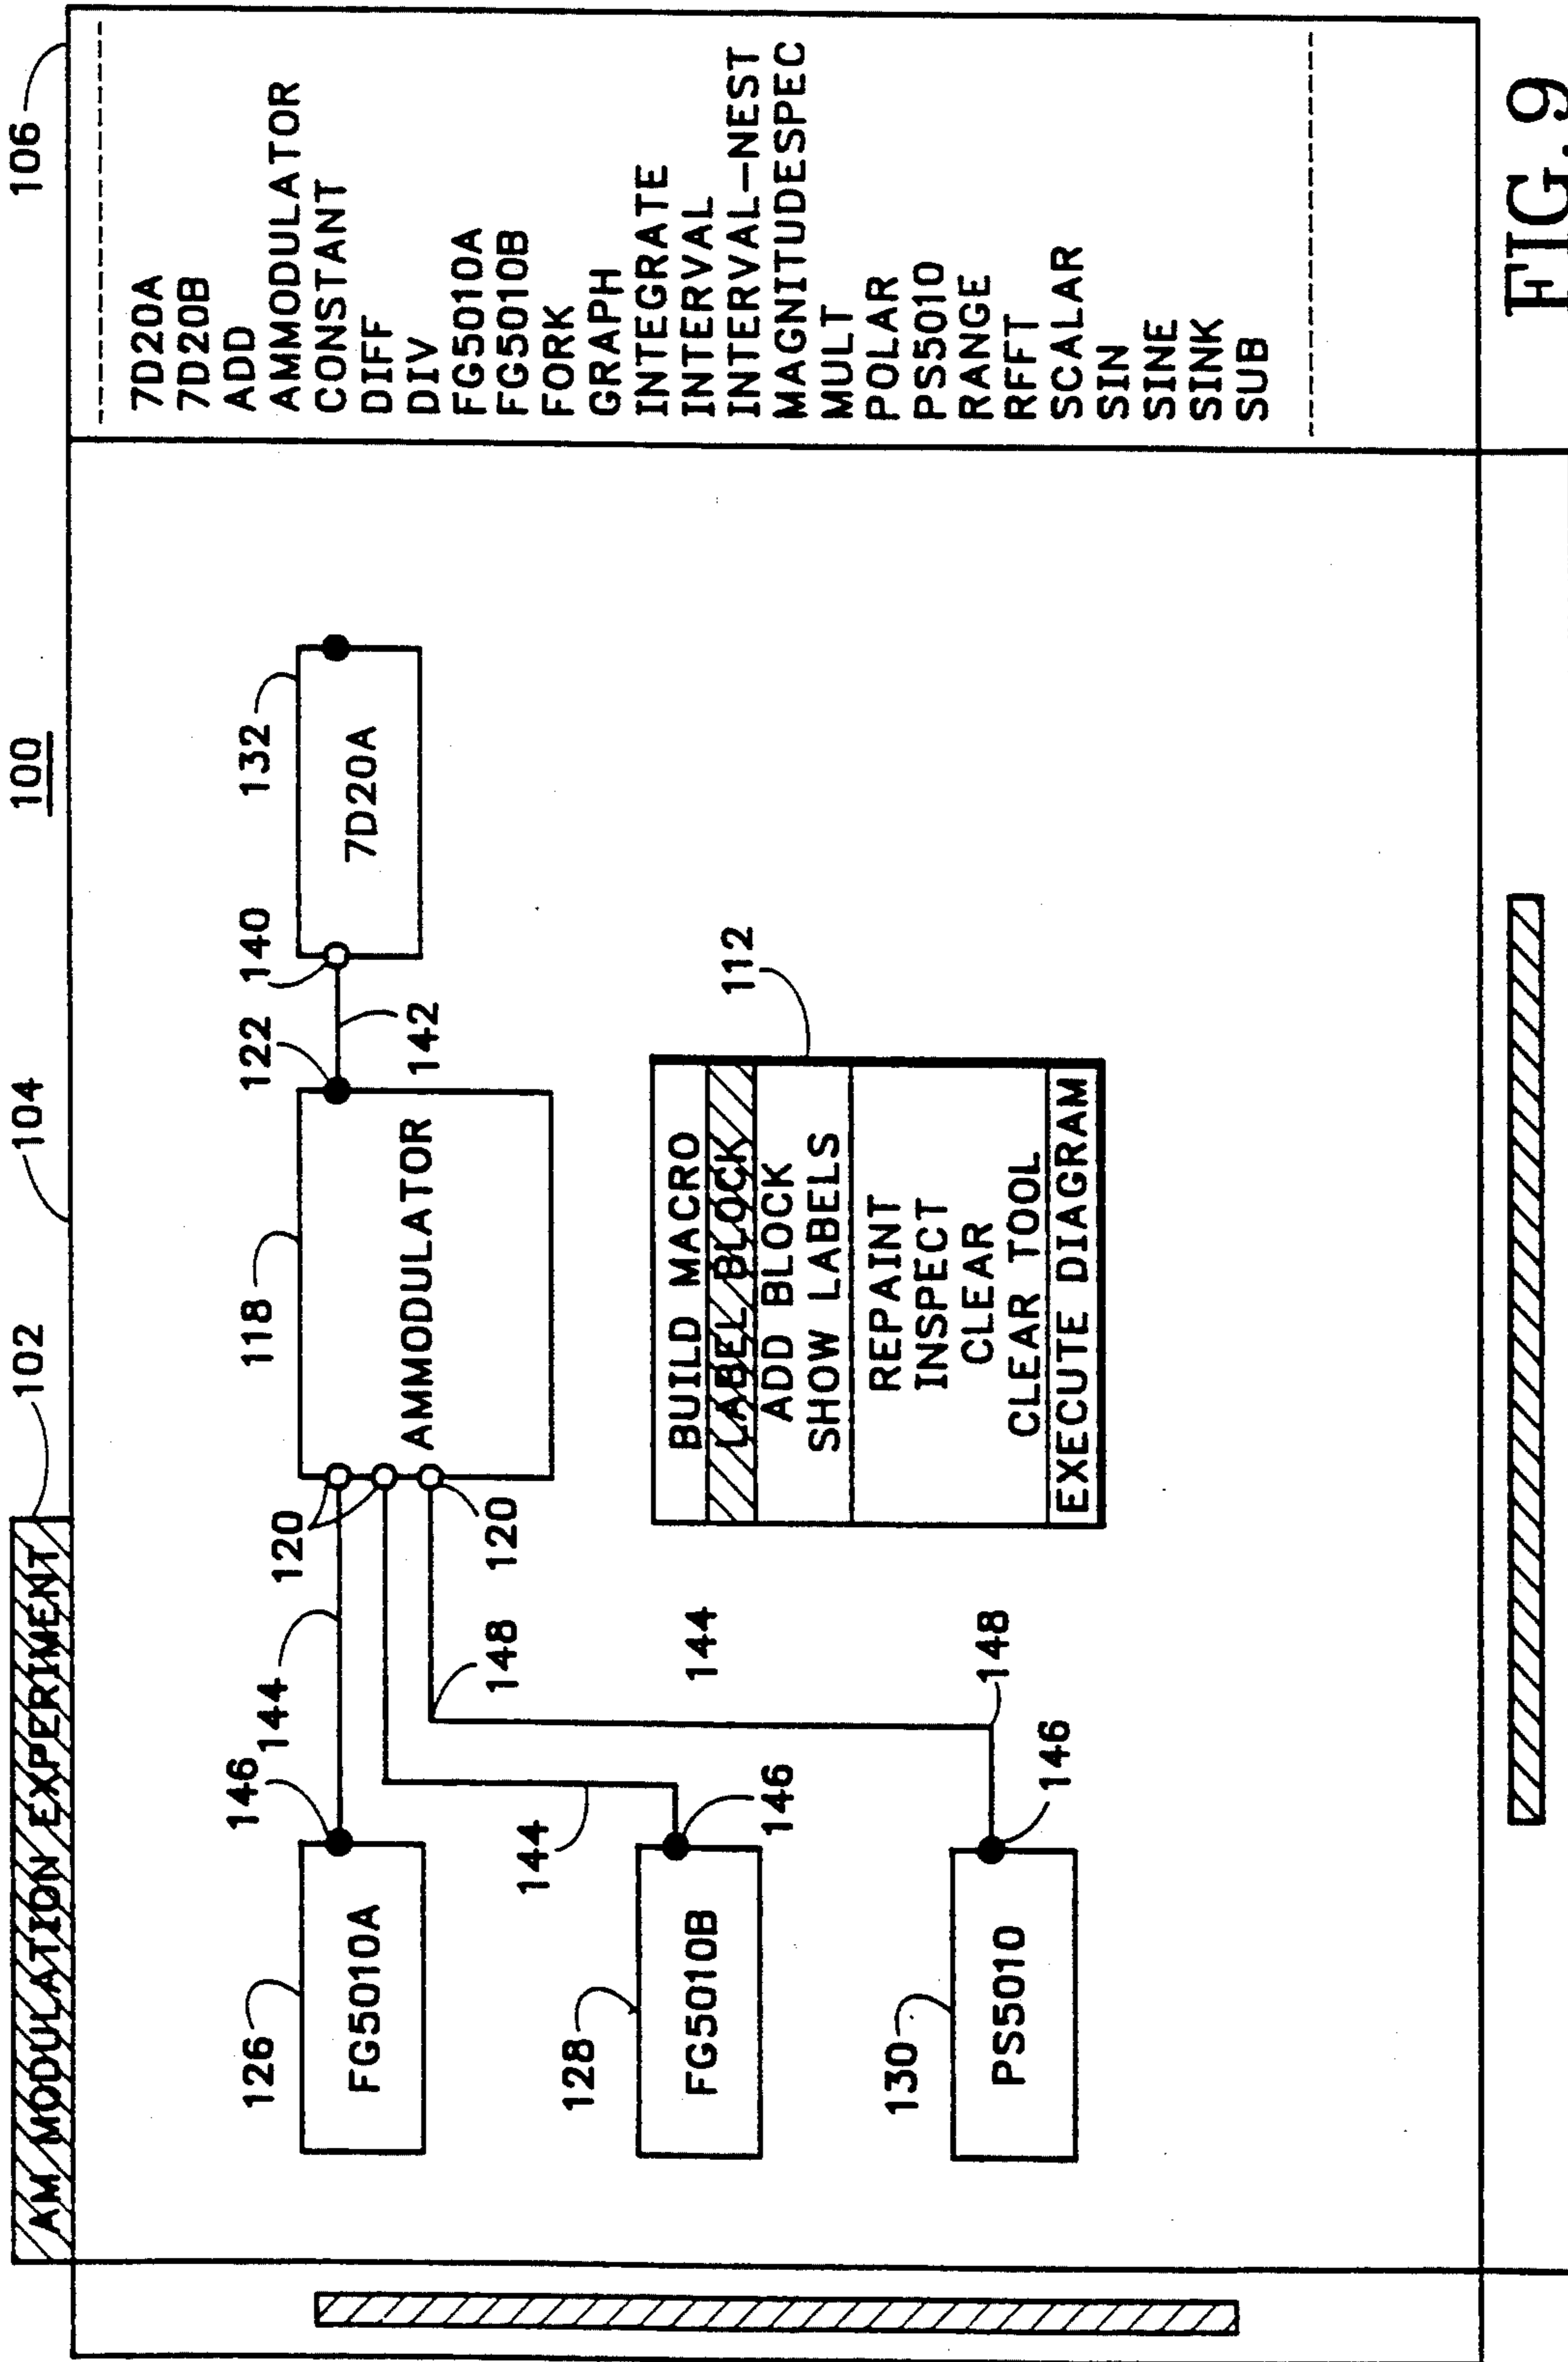 100
102
104
106
AM MODULATION EXPERIMENT
126
146
144
120
118
122
140
132
FG5010A
AMMODULATOR
7D20A
142
144
148
120
128
146
FG5010B
144
112
BUILD MACRO
LABEL BLOCK
ADD BLOCK
SHOW LABELS
REPAINT
INSPECT
CLEAR
CLEAR TOOL
EXECUTE DIAGRAM
130
148
146
PS5010
7D20A
7D20B
ADD
AMMODULATOR
CONSTANT
DIFF
DIV
FG5010A
FG5010B
FORK
GRAPH
INTEGRATE
INTERVAL
INTERVAL-NEST
MAGNITUDESPEC
MULT
POLAR
PS5010
RANGE
RFFT
SCALAR
SIN
SINE
SINK
SUB
FIG. 9